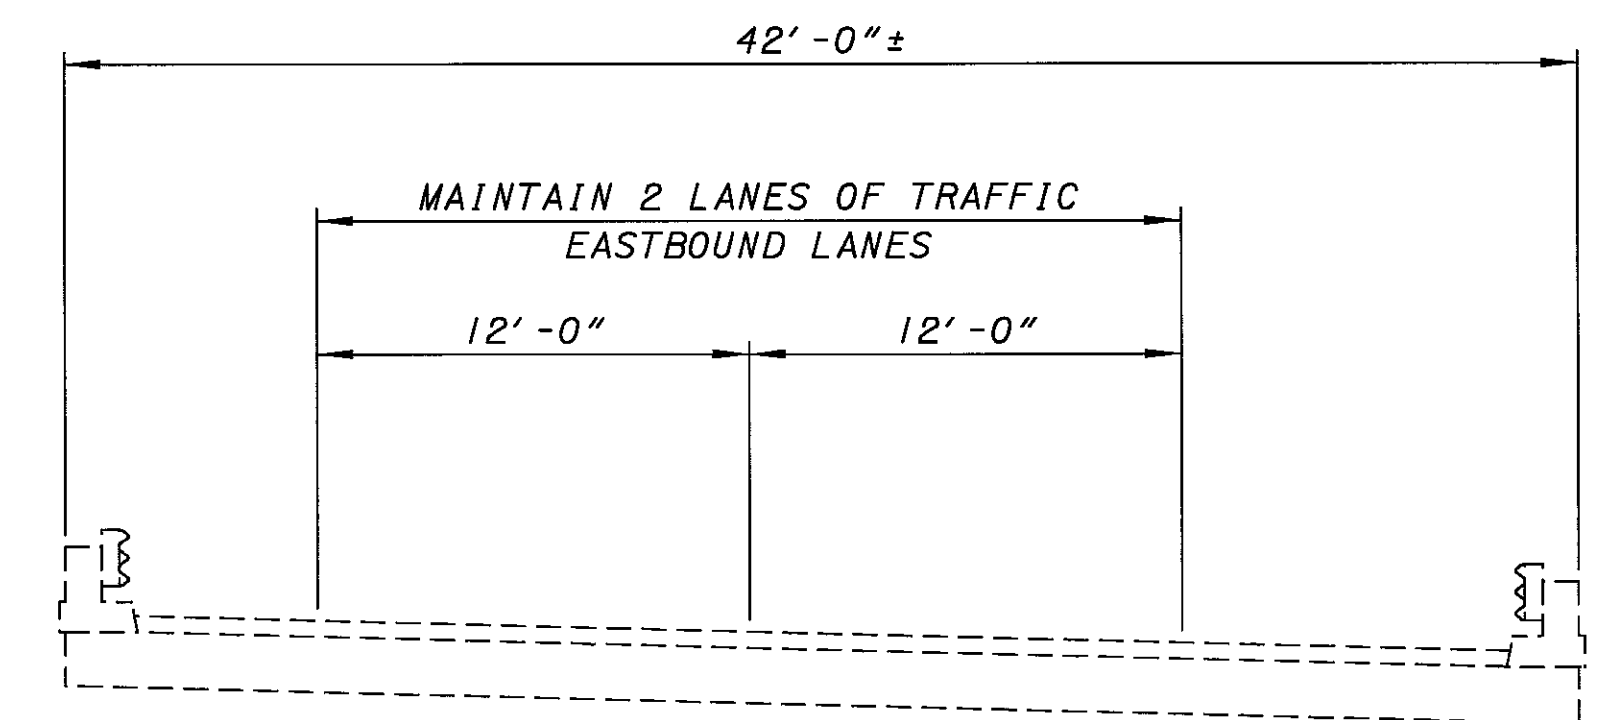 42'-0"±
MAINTAIN 2 LANES OF TRAFFIC
EASTBOUND LANES
12'-0" 12'-0"